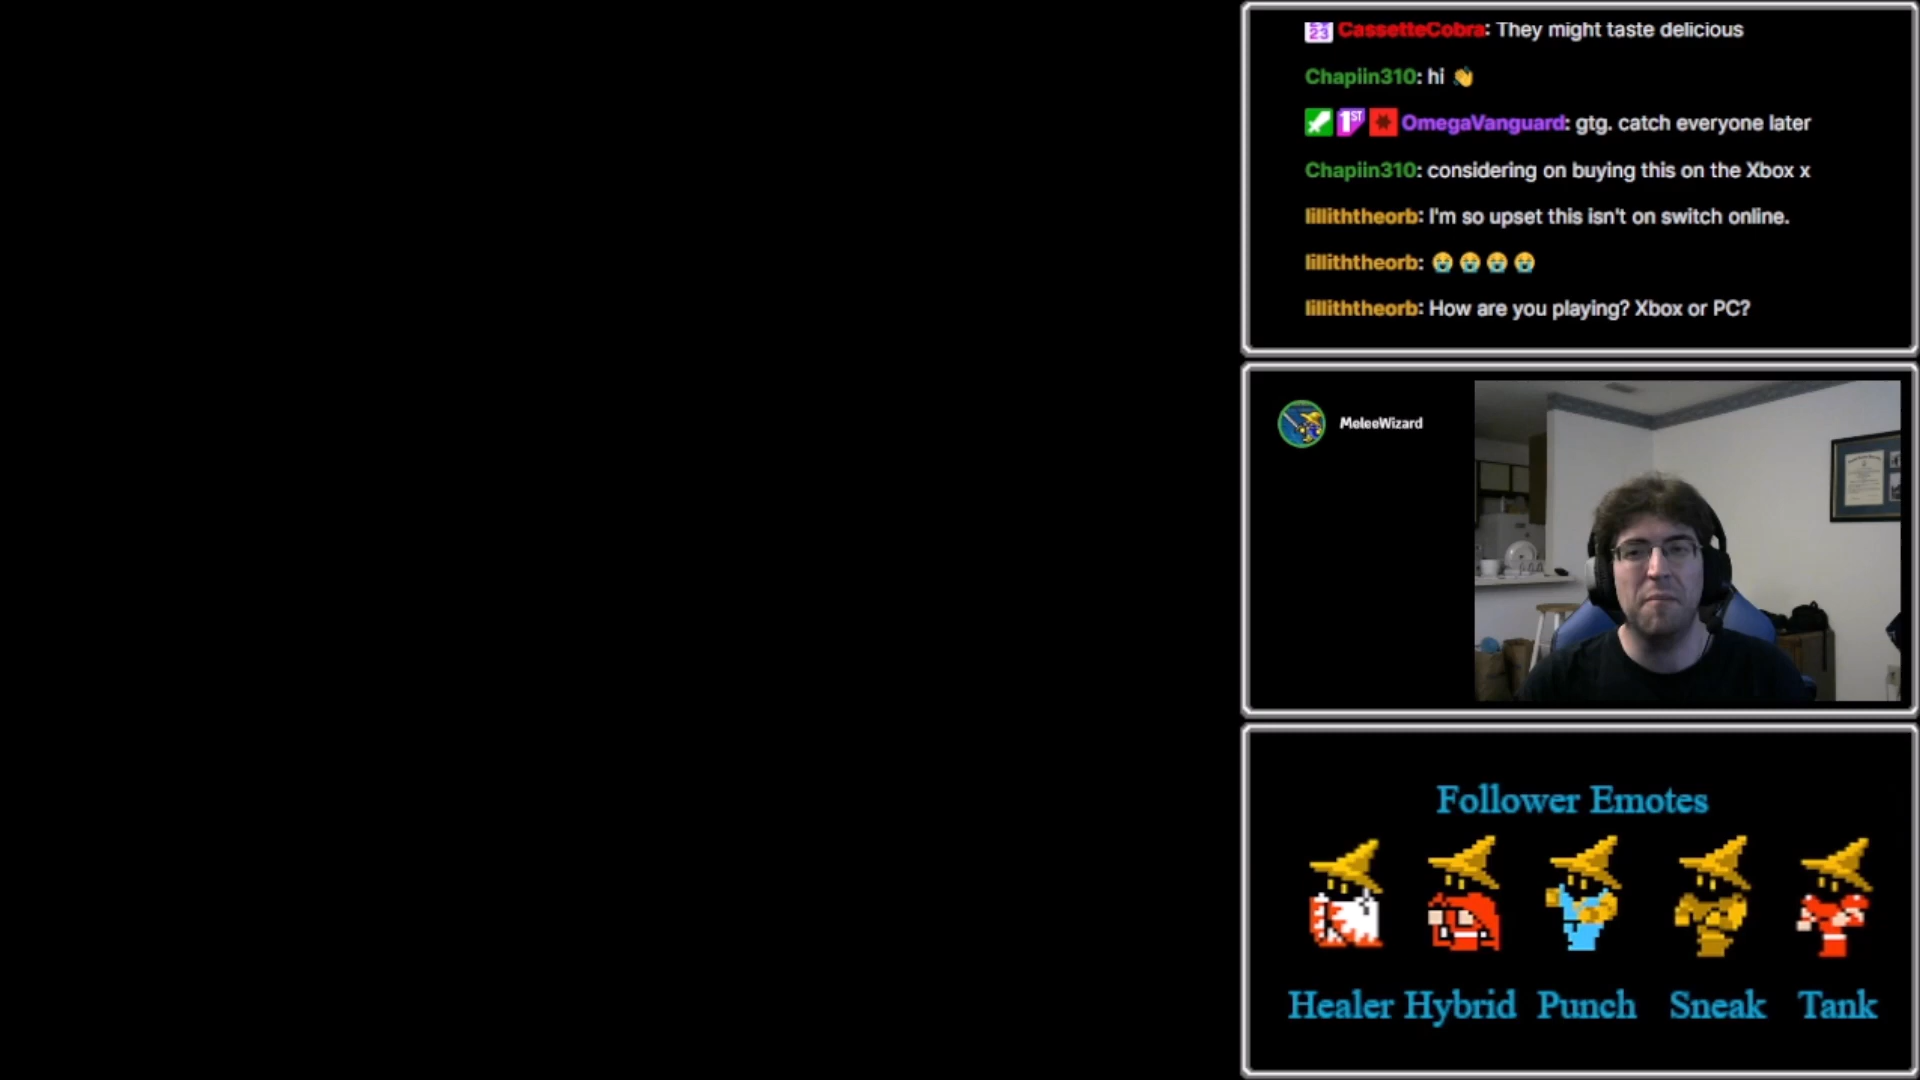 23 CassetteCobra: They might taste delicious
Chapiin310: hi 👋
1ST OmegaVanguard: gtg. catch everyone later
Chapiin310: considering on buying this on the Xbox x
lilliththeorb: I'm so upset this isn't on switch online.
lilliththeorb: 😭 😭 😭 😭
lilliththeorb: How are you playing? Xbox or PC?
MeleeWizard
Follower Emotes
Healer Hybrid Punch Sneak Tank